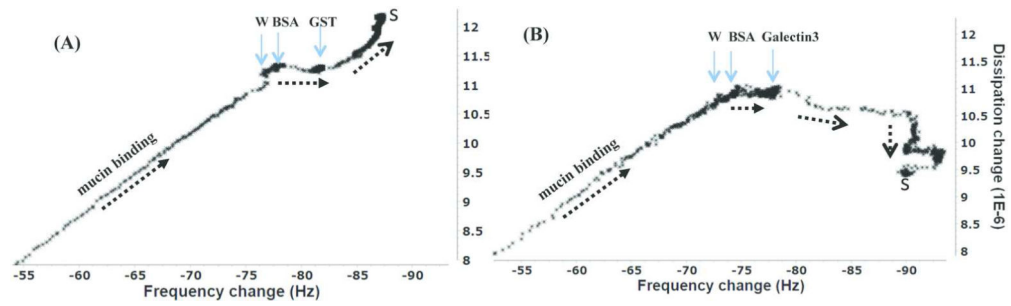 (A)
W BSA GST
S
mucin binding
12
11.5
11
10.5
10
9.5
9
8.5
8
-55 -60 -65 -70 -75 -80 -85 -90
Frequency change (Hz)
(B)
W BSA Galectin3
mucin binding
S
12
11.5
11
10.5
10
9.5
9
8.5
8
Dissipation change (1E-6)
-55 -60 -65 -70 -75 -80 -85 -90
Frequency change (Hz)